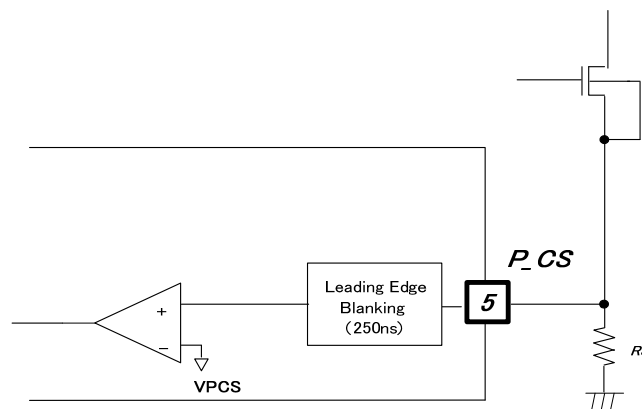 P_CS
Leading Edge
Blanking
(250ns)
5
+
−
VPCS